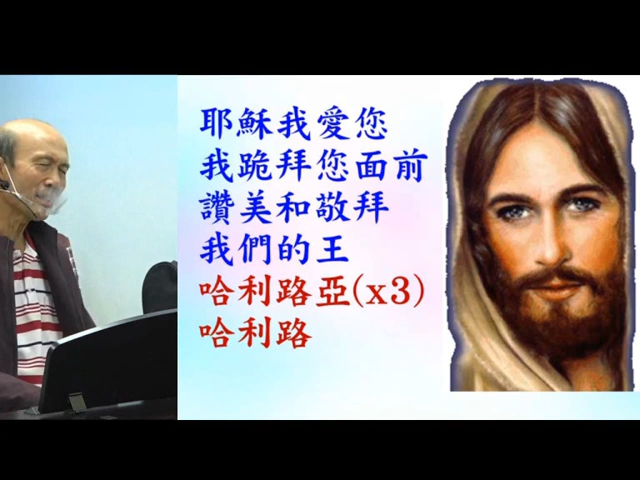 耶穌我愛您
我跪拜您面前
讚美和敬拜
我們的王
哈利路亞(x3)
哈利路